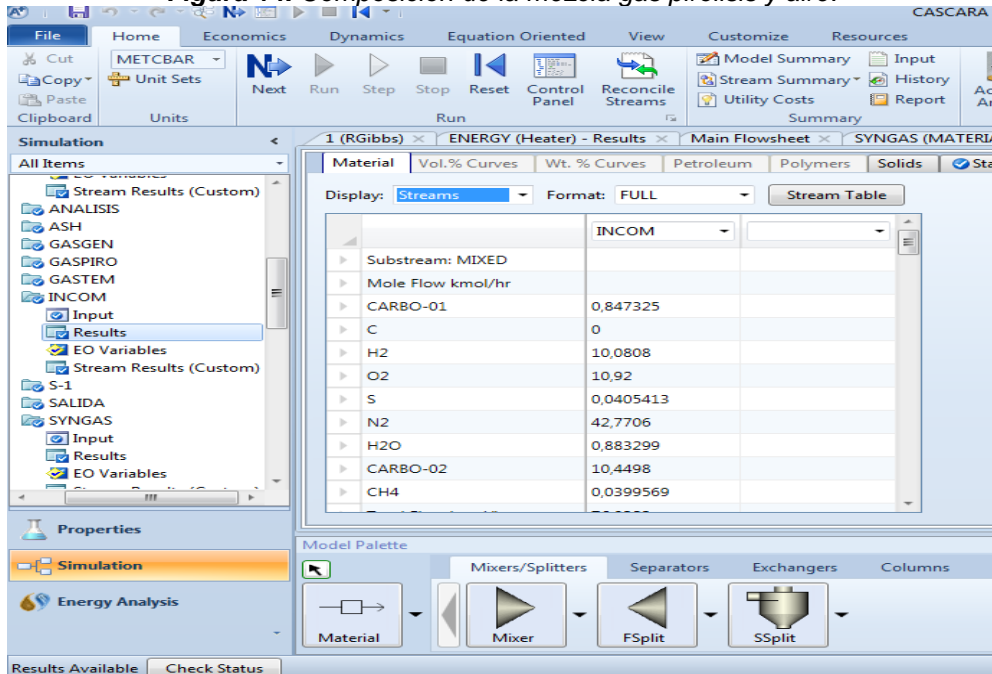 Figura 14. Composición de la mezcla gas pirólisis y aire.
CASCARA
File Home Economics Dynamics Equation Oriented View Customize Resources
Cut METCBAR Model Summary Input
Copy Unit Sets Next Run Step Stop Reset Control Panel Reconcile Streams Stream Summary History
Paste Utility Costs Report
Clipboard Units Run Summary
Simulation
1 (RGibbs) ENERGY (Heater) - Results Main Flowsheet SYNGAS (MATERIA
All Items
Material Vol.% Curves Wt. % Curves Petroleum Polymers Solids Sta
EO Variables
Stream Results (Custom)
ANALISIS
ASH
GASGEN
GASPIRO
GASTEM
INCOM
Input
Results
EO Variables
Stream Results (Custom)
S-1
SALIDA
SYNGAS
Input
Results
EO Variables
Display: Streams Format: FULL Stream Table
INCOM
Substream: MIXED
Mole Flow kmol/hr
CARBO-01 0,847325
C 0
H2 10,0808
O2 10,92
S 0,0405413
N2 42,7706
H2O 0,883299
CARBO-02 10,4498
CH4 0,0399569
Properties
Simulation
Energy Analysis
Model Palette
Mixers/Splitters Separators Exchangers Columns
Material Mixer FSplit SSplit
Results Available Check Status